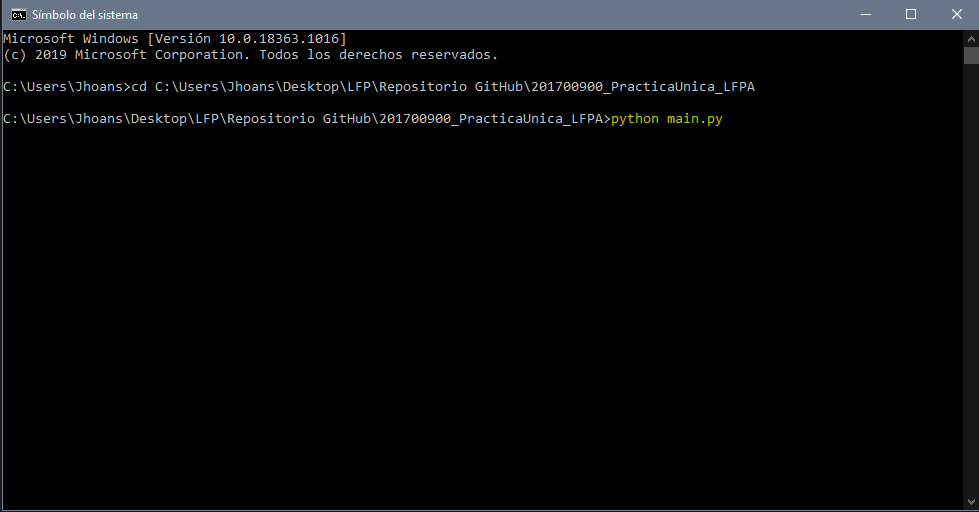 Símbolo del sistema
Microsoft Windows [Versión 10.0.18363.1016]
(c) 2019 Microsoft Corporation. Todos los derechos reservados.
C:\Users\Jhoans>cd C:\Users\Jhoans\Desktop\LFP\Repositorio GitHub\201700900_PracticaUnica_LFPA
C:\Users\Jhoans\Desktop\LFP\Repositorio GitHub\201700900_PracticaUnica_LFPA>python main.py